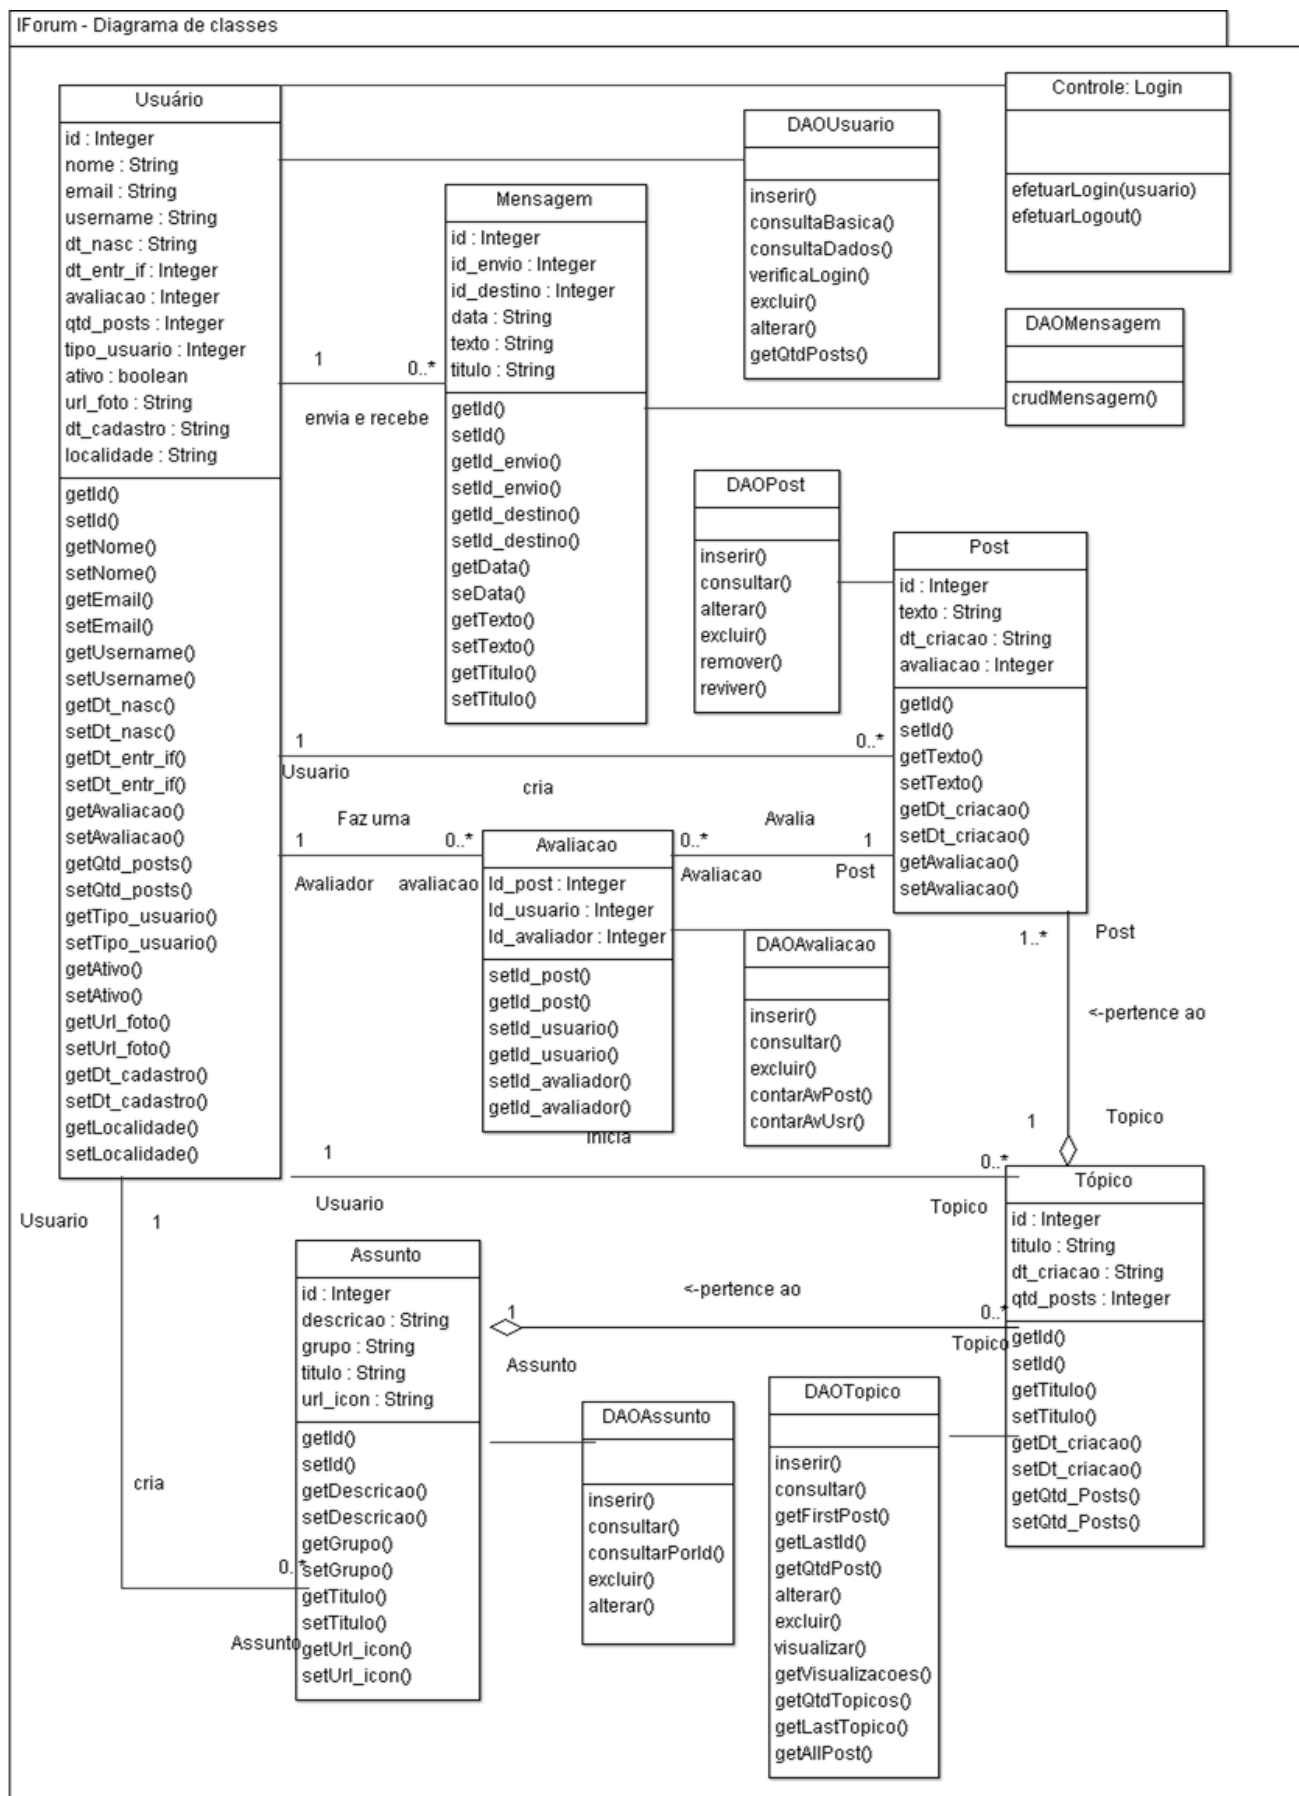 IForum - Diagrama de classes
Usuário
id : Integer
nome : String
email : String
username : String
dt_nasc : String
dt_entr_if : Integer
avaliacao : Integer
qtd_posts : Integer
tipo_usuario : Integer
ativo : boolean
url_foto : String
dt_cadastro : String
localidade : String
getId()
setId()
getNome()
setNome()
getEmail()
setEmail()
getUsername()
setUsername()
getDt_nasc()
setDt_nasc()
getDt_entr_if()
setDt_entr_if()
getAvaliacao()
setAvaliacao()
getQtd_posts()
setQtd_posts()
getTipo_usuario()
setTipo_usuario()
getAtivo()
setAtivo()
getUrl_foto()
setUrl_foto()
getDt_cadastro()
setDt_cadastro()
getLocalidade()
setLocalidade()
1
0..*
envia e recebe
Mensagem
id : Integer
id_envio : Integer
id_destino : Integer
data : String
texto : String
titulo : String
getId()
setId()
getId_envio()
setId_envio()
getId_destino()
setId_destino()
getData()
seData()
getTexto()
setTexto()
getTitulo()
setTitulo()
DAOUsuario
inserir()
consultaBasica()
consultaDados()
verificaLogin()
excluir()
alterar()
getQtdPosts()
Controle: Login
efetuarLogin(usuario)
efetuarLogout()
DAOMensagem
crudMensagem()
DAOPost
inserir()
consultar()
alterar()
excluir()
remover()
reviver()
Post
id : Integer
texto : String
dt_criacao : String
avaliacao : Integer
getId()
setId()
getTexto()
setTexto()
getDt_criacao()
setDt_criacao()
getAvaliacao()
setAvaliacao()
1
0..*
Usuario
cria
Faz uma
1
0..*
Avaliador
avaliacao
Avaliacao
Id_post : Integer
Id_usuario : Integer
Id_avaliador : Integer
setId_post()
getId_post()
setId_usuario()
getId_usuario()
setId_avaliador()
getId_avaliador()
Avalia
0..*
1
Avaliacao
Post
DAOAvaliacao
inserir()
consultar()
excluir()
contarAvPost()
contarAvUsr()
1..*
Post
<-pertence ao
1
Topico
inicia
1
0..*
Usuario
Topico
Tópico
id : Integer
titulo : String
dt_criacao : String
qtd_posts : Integer
getId()
setId()
getTitulo()
setTitulo()
getDt_criacao()
setDt_criacao()
getQtd_Posts()
setQtd_Posts()
Usuario
1
cria
0..*
Assunto
Assunto
id : Integer
descricao : String
grupo : String
titulo : String
url_icon : String
getId()
setId()
getDescricao()
setDescricao()
getGrupo()
setGrupo()
getTitulo()
setTitulo()
getUrl_icon()
setUrl_icon()
<-pertence ao
1
0..*
Assunto
Topico
DAOAssunto
inserir()
consultar()
consultarPorId()
excluir()
alterar()
DAOTopico
inserir()
consultar()
getFirstPost()
getLastId()
getQtdPost()
alterar()
excluir()
visualizar()
getVisualizacoes()
getQtdTopicos()
getLastTopico()
getAllPost()